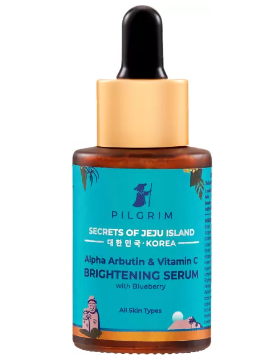 PILGRIM
SECRETS OF JEJU ISLAND
대한민국·KOREA
Alpha Arbutin & Vitamin C
BRIGHTENING SERUM
with Blueberry
All Skin Types